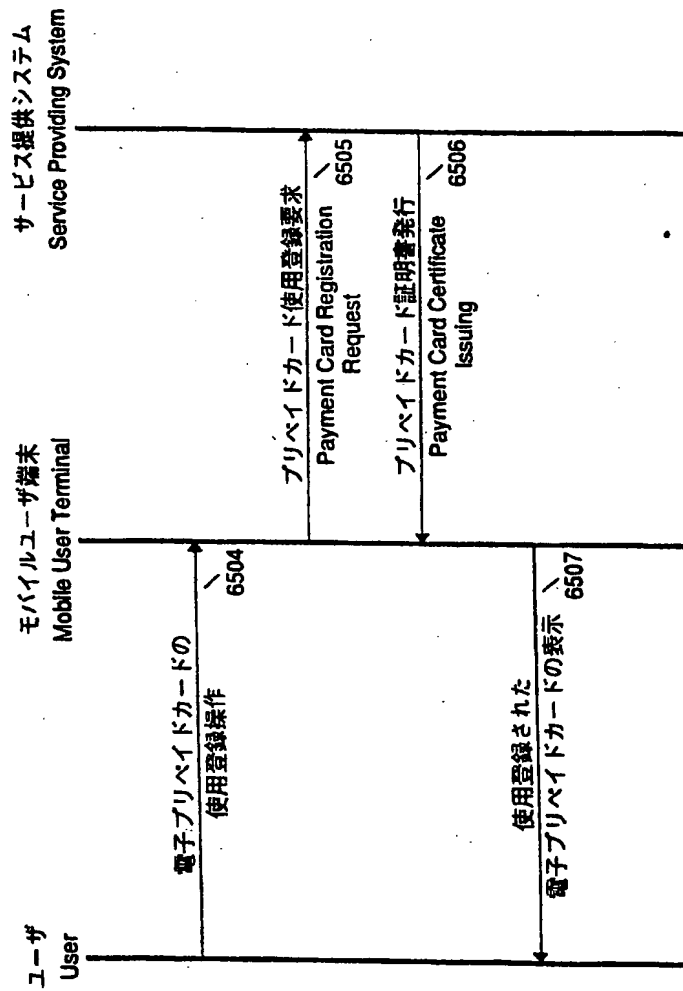 ユーザ
User
モバイルユーザ端末
Mobile User Terminal
サービス提供システム
Service Providing System
電子プリペイドカードの
使用登録操作
6504
プリペイドカード使用登録要求
Payment Card Registration
Request
6505
プリペイドカード証明書発行
Payment Card Certificate
Issuing
6506
使用登録された
電子プリペイドカードの表示
6507